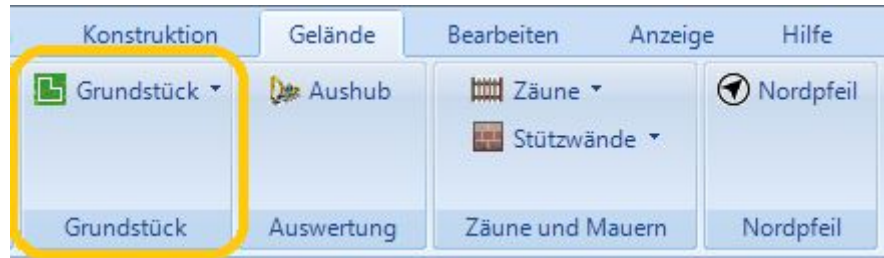 Konstruktion Gelände Bearbeiten Anzeige Hilfe
Grundstück Aushub Zäune Nordpfeil
Stützwände
Grundstück Auswertung Zäune und Mauern Nordpfeil